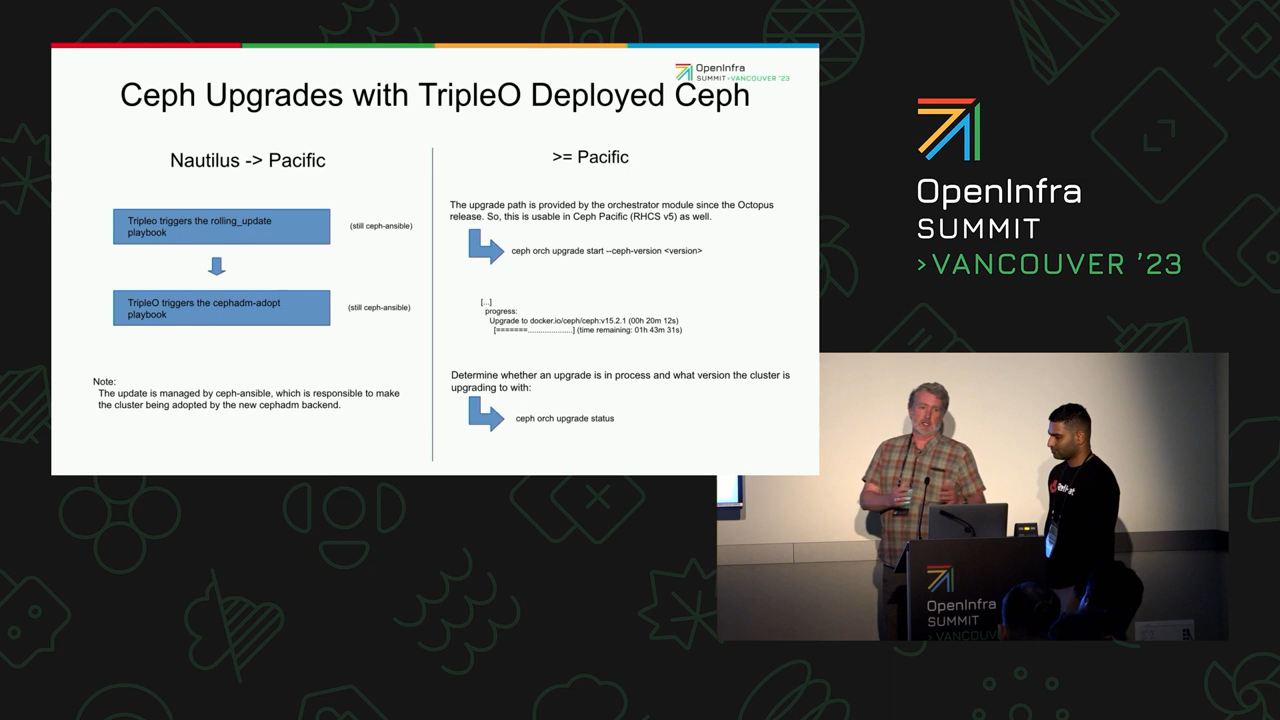 OpenInfra
SUMMIT >VANCOUVER '23
Ceph Upgrades with TripleO Deployed Ceph
Nautilus -> Pacific
Tripleo triggers the rolling_update
playbook
(still ceph-ansible)
TripleO triggers the cephadm-adopt
playbook
(still ceph-ansible)
Note:
The update is managed by ceph-ansible, which is responsible to make
the cluster being adopted by the new cephadm backend.
>= Pacific
The upgrade path is provided by the orchestrator module since the Octopus
release. So, this is usable in Ceph Pacific (RHCS v5) as well.
ceph orch upgrade start --ceph-version <version>
[...]
progress:
Upgrade to docker.io/ceph/ceph:v15.2.1 (00h 20m 12s)
[=======.....................] (time remaining: 01h 43m 31s)
Determine whether an upgrade is in process and what version the cluster is
upgrading to with:
ceph orch upgrade status
OpenInfra
SUMMIT
>VANCOUVER '23
OpenInfra
SUMMIT
> VANCOUV